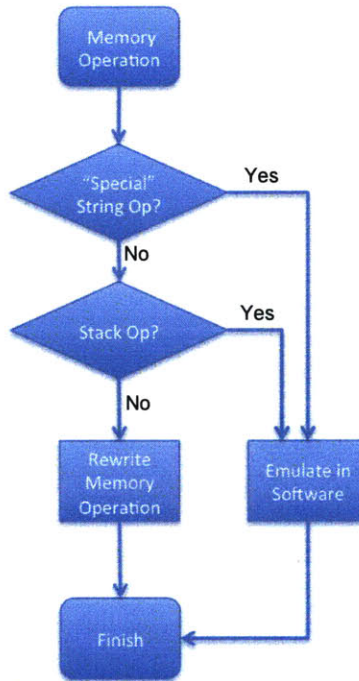 Memory
Operation
"Special"
String Op?
Yes
No
Stack Op?
Yes
No
Rewrite
Memory
Operation
Emulate in
Software
Finish